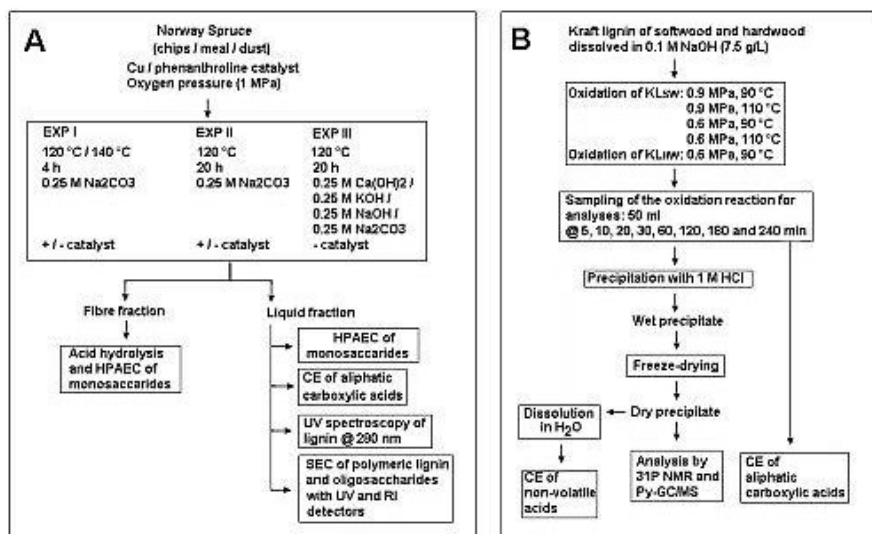 A
Norway Spruce
(chips / meal / dust)
Cu / phenanthroline catalyst
Oxygen pressure (1 MPa)
EXP I
120 °C / 140 °C
4 h
0.25 M Na2CO3
+ / - catalyst
EXP II
120°C
20 h
0.25 M Na2CO3
+ / - catalyst
EXP III
120°C
20h
0.25 M Ca(OH)2 /
0.25 M KOH /
0.25 M NaOH /
0.25 M Na2CO3
- catalyst
Fibre fraction
Acid hydrolysis
and HPAEC of
monosaccarides
Liquid fraction
HPAEC of
monosaccarides
CE of aliphatic
carboxylic acids
UV spectroscopy of
lignin @ 280 nm
SEC of polymeric lignin
and oligosaccharides
with UV and RI
detectors
B
Kraft lignin of softwood and hardwood
dissolved in 0.1 M NaOH (7.5 g/L)
Oxidation of KLSW: 0.9 MPa, 90 °C
0.9 MPa, 110 °C
0.6 MPa, 90 °C
0.6 MPa, 110 °C
Oxidation of KLHW: 0.6 MPa, 90 °C
Sampling of the oxidation reaction for
analyses: 50 ml
@ 5, 10, 20, 30, 60, 120, 180 and 240 min
Precipitation with 1 M HCl
Wet precipitate
Freeze-drying
Dry precipitate
Dissolution
in H2O
CE of
non-volatile
acids
Analysis by
31P NMR and
Py-GC/MS
CE of
aliphatic
carboxylic acids